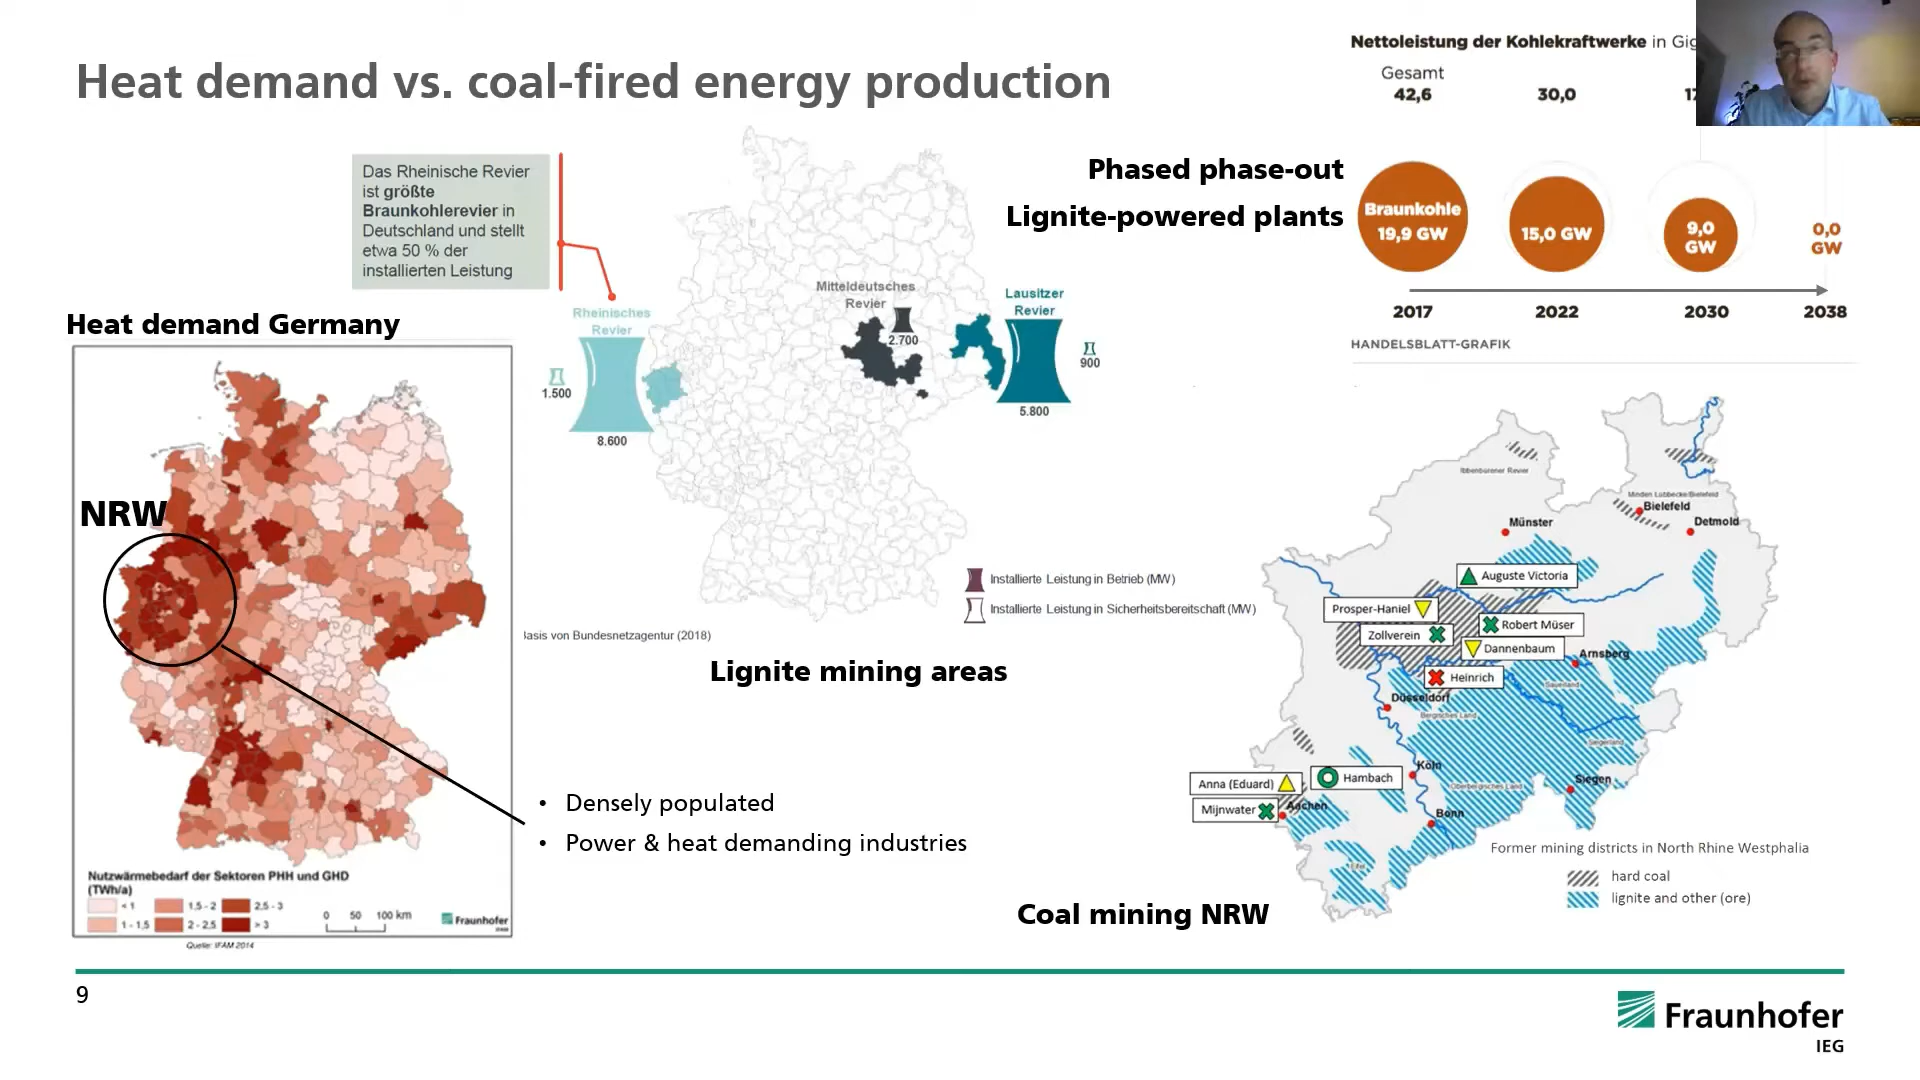 Heat demand vs. coal-fired energy production
Nettoleistung der Kohlekraftwerke in Gig
Gesamt
42,6
30,0
17
Phased phase-out
Lignite-powered plants
Braunkohle
19,9 GW
15,0 GW
9,0
GW
0,0
GW
2017
2022
2030
2038
HANDELSBLATT-GRAFIK
Das Rheinische Revier
ist größte
Braunkohlerevier in
Deutschland und stellt
etwa 50 % der
installierten Leistung
Rheinisches
Revier
1.500
8.600
Mitteldeutsches
Revier
2.700
Lausitzer
Revier
900
5.800
Installierte Leistung in Betrieb (MW)
Installierte Leistung in Sicherheitsbereitschaft (MW)
Basis von Bundesnetzagentur (2018)
Lignite mining areas
Heat demand Germany
NRW
Nutzwärmebedarf der Sektoren PHH und GHD
(TWh/a)
< 1
1,5 - 2
2,5 - 3
1 - 1,5
2 - 2,5
> 3
0 50 100 km
Fraunhofer
IEG
Quelle: IFAM 2014
• Densely populated
• Power & heat demanding industries
Ibbenbürener Revier
Minden Lübbecke/Bielefeld
Bielefeld
Münster
Detmold
Auguste Victoria
Prosper-Haniel
Robert Müser
Zollverein
Dannenbaum
Arnsberg
Heinrich
Sauerland
Düsseldorf
Bergisches Land
Siegerland
Köln
Hambach
Anna (Eduard)
Siegen
Oberbergisches Land
Mijnwater
Aachen
Bonn
Eifel
Former mining districts in North Rhine Westphalia
hard coal
lignite and other (ore)
Coal mining NRW
9
Fraunhofer
IEG